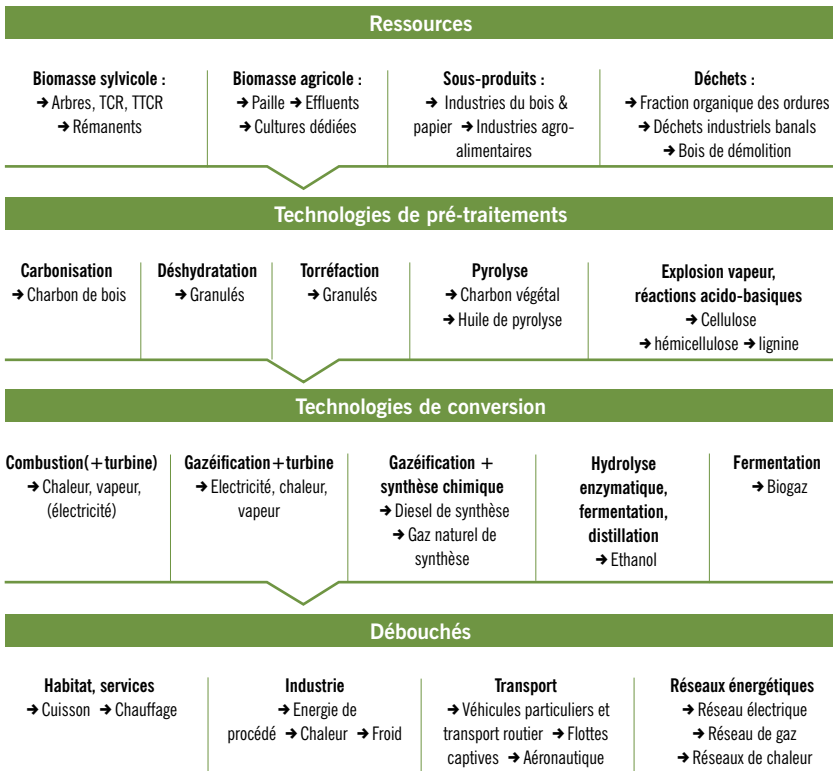 Ressources
Biomasse sylvicole :
→ Arbres, TCR, TTCR
→ Rémanents
Biomasse agricole :
→ Paille → Effluents
→ Cultures dédiées
Sous-produits :
→ Industries du bois &
papier → Industries agro-
alimentaires
Déchets :
→ Fraction organique des ordures
→ Déchets industriels banals
→ Bois de démolition
Technologies de pré-traitements
Carbonisation
→ Charbon de bois
Déshydratation
→ Granulés
Torréfaction
→ Granulés
Pyrolyse
→ Charbon végétal
→ Huile de pyrolyse
Explosion vapeur,
réactions acido-basiques
→ Cellulose
→ hémicellulose → lignine
Technologies de conversion
Combustion(+turbine)
→ Chaleur, vapeur,
(électricité)
Gazéification+turbine
→ Electricité, chaleur,
vapeur
Gazéification +
synthèse chimique
→ Diesel de synthèse
→ Gaz naturel de
synthèse
Hydrolyse
enzymatique,
fermentation,
distillation
→ Ethanol
Fermentation
→ Biogaz
Débouchés
Habitat, services
→ Cuisson → Chauffage
Industrie
→ Energie de
procédé → Chaleur → Froid
Transport
→ Véhicules particuliers et
transport routier → Flottes
captives → Aéronautique
Réseaux énergétiques
→ Réseau électrique
→ Réseau de gaz
→ Réseaux de chaleur